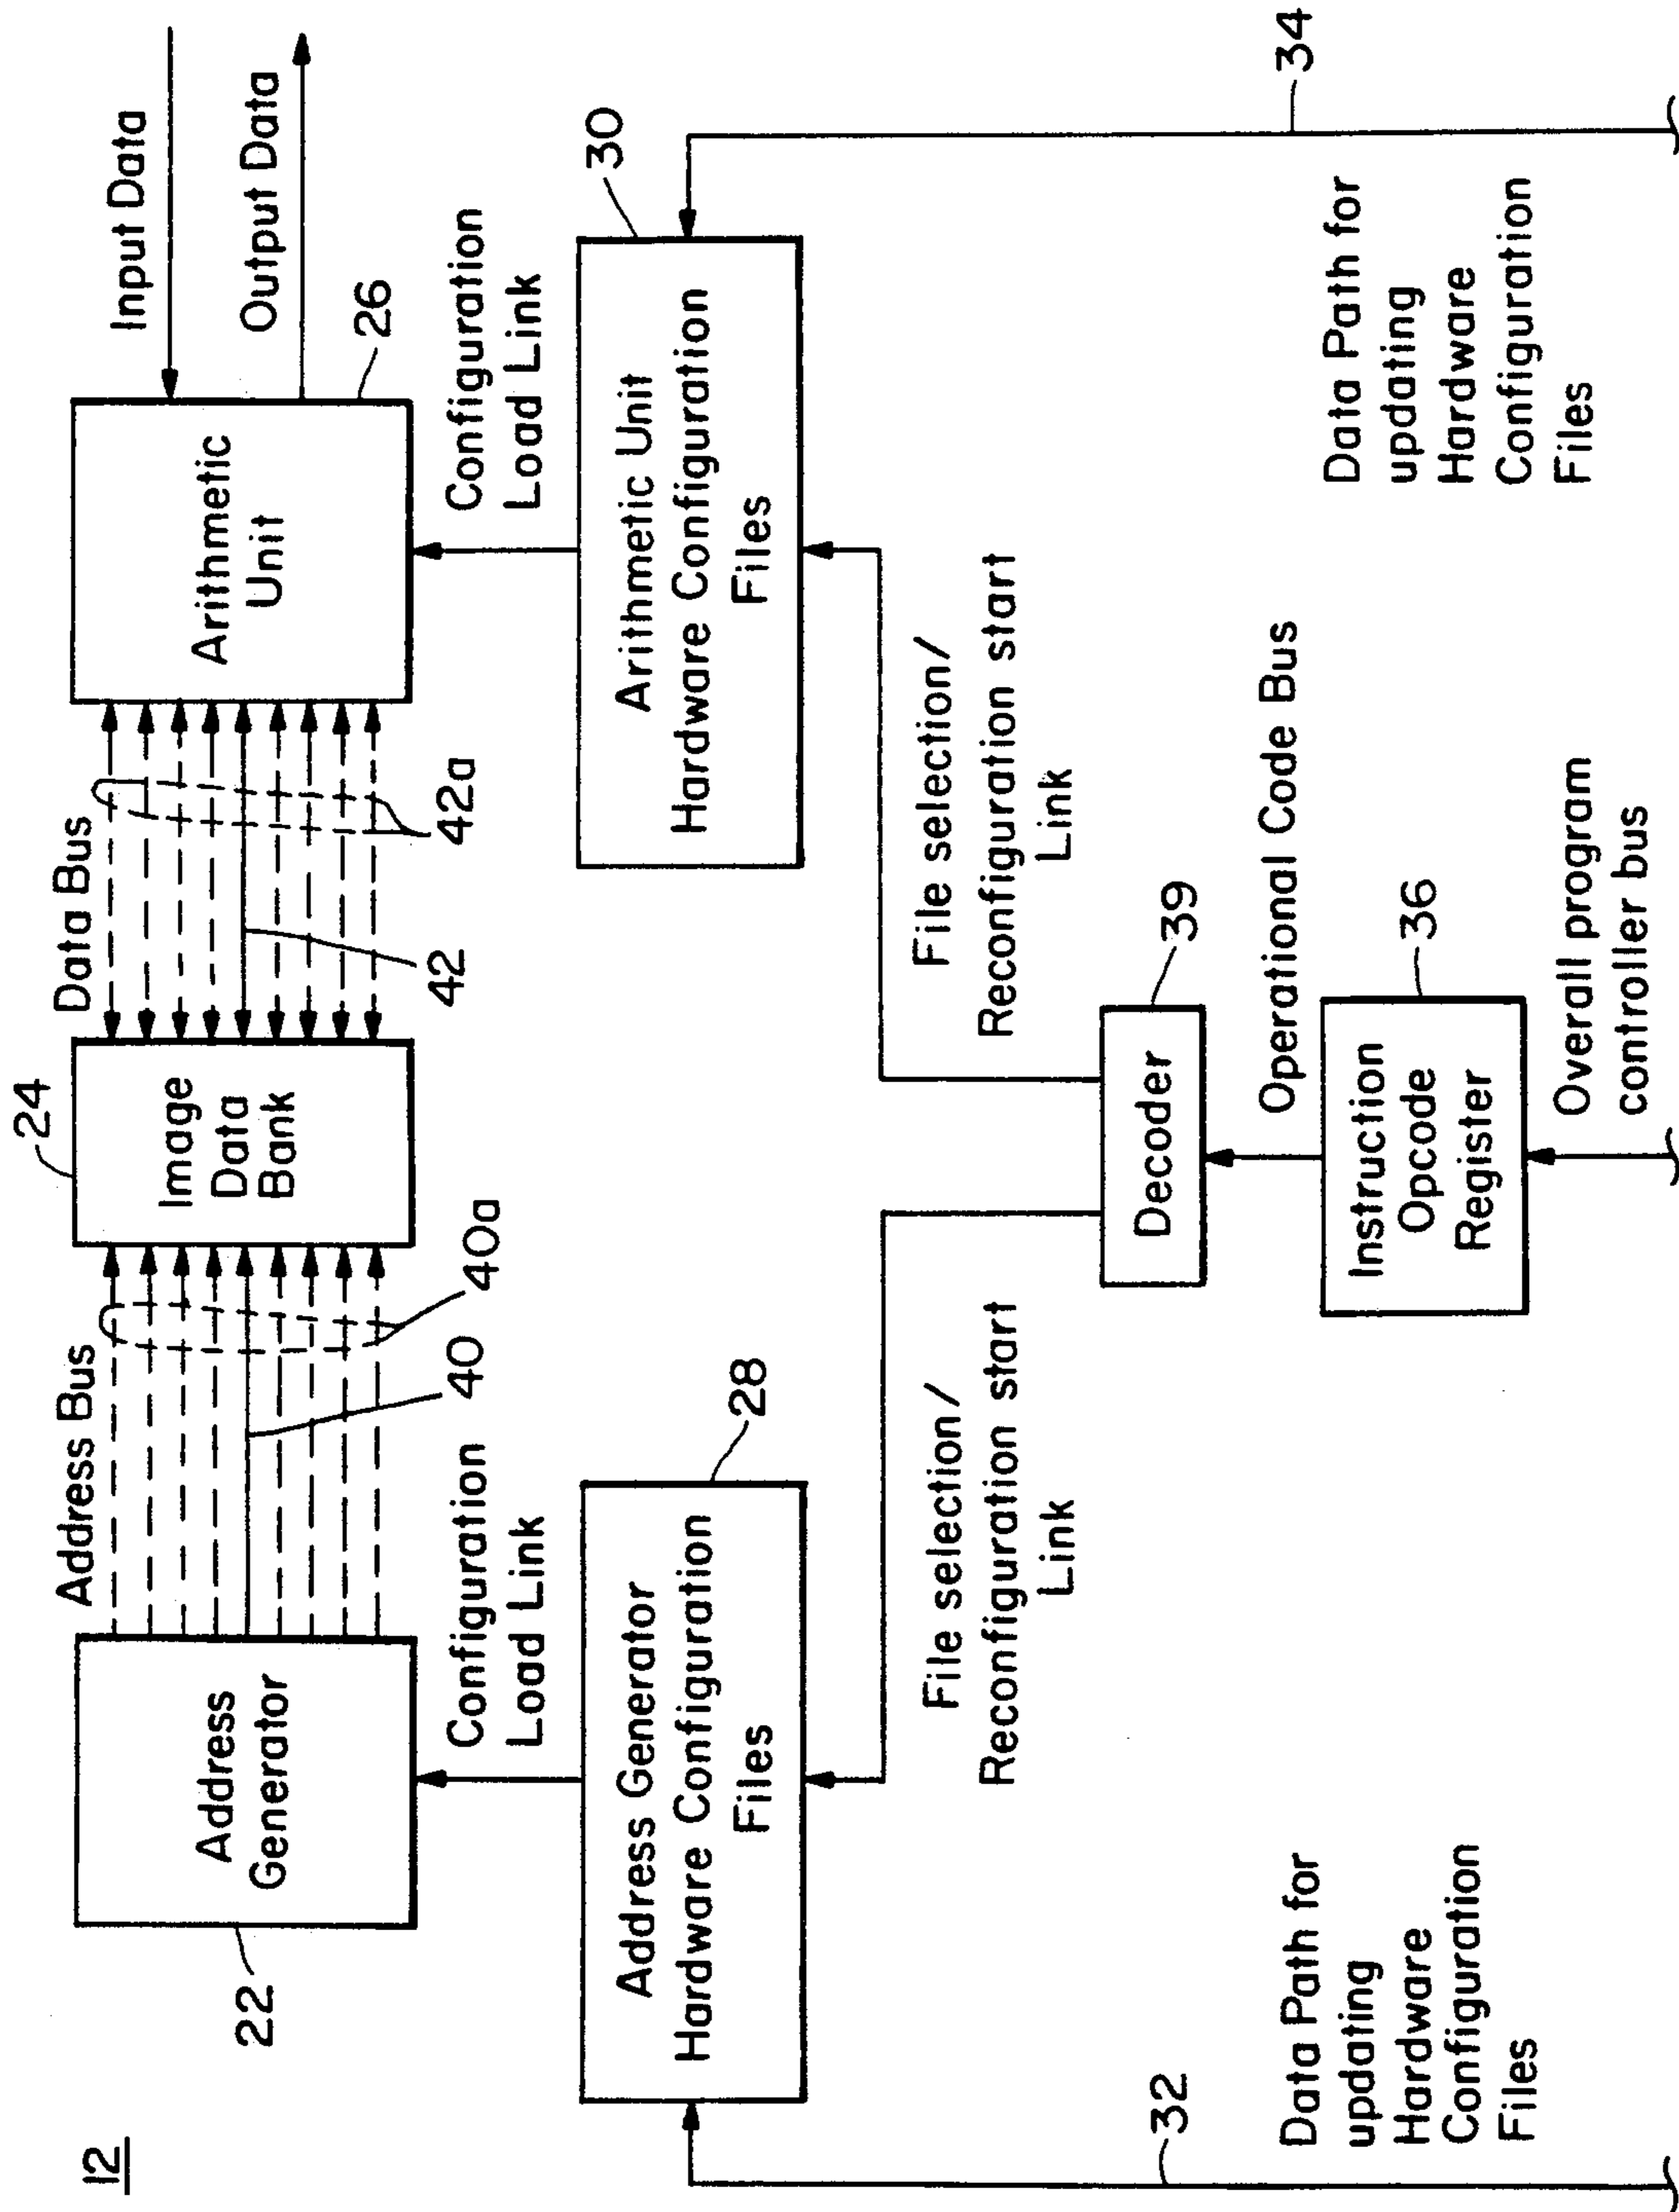 12
Address Bus
Data Bus
Input Data
Output Data
22
Address
Generator
24
Image
Data
Bank
Arithmetic
Unit
26
40
40a
42
42a
Configuration
Load Link
Configuration
Load Link
28
Address Generator
Hardware Configuration
Files
30
Arithmetic Unit
Hardware Configuration
Files
File selection/
Reconfiguration start
Link
File selection/
Reconfiguration start
Link
39
Decoder
Operational Code Bus
36
Instruction
Opcode
Register
Overall program
controller bus
32
Data Path for
updating
Hardware
Configuration
Files
34
Data Path for
updating
Hardware
Configuration
Files